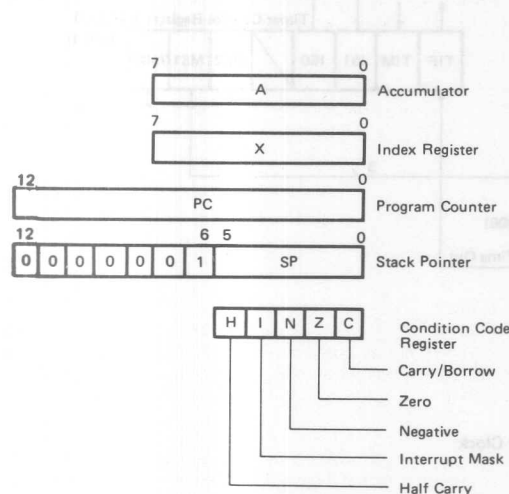 7 0
A Accumulator
7 0
X Index Register
12 0
PC Program Counter
12 6 5 0
0 0 0 0 0 0 1 SP Stack Pointer
H I N Z C Condition Code
Register
Carry/Borrow
Zero
Negative
Interrupt Mask
Half Carry